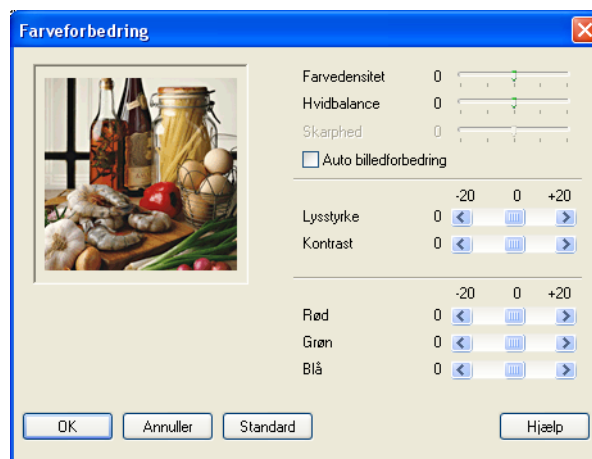 Farveforbedring
Farvedensitet 0
Hvidbalance 0
Skarphed 0
Auto billedforbedring
-20 0 +20
Lysstyrke 0
Kontrast 0
-20 0 +20
Rød 0
Grøn 0
Blå 0
OK Annuller Standard Hjælp